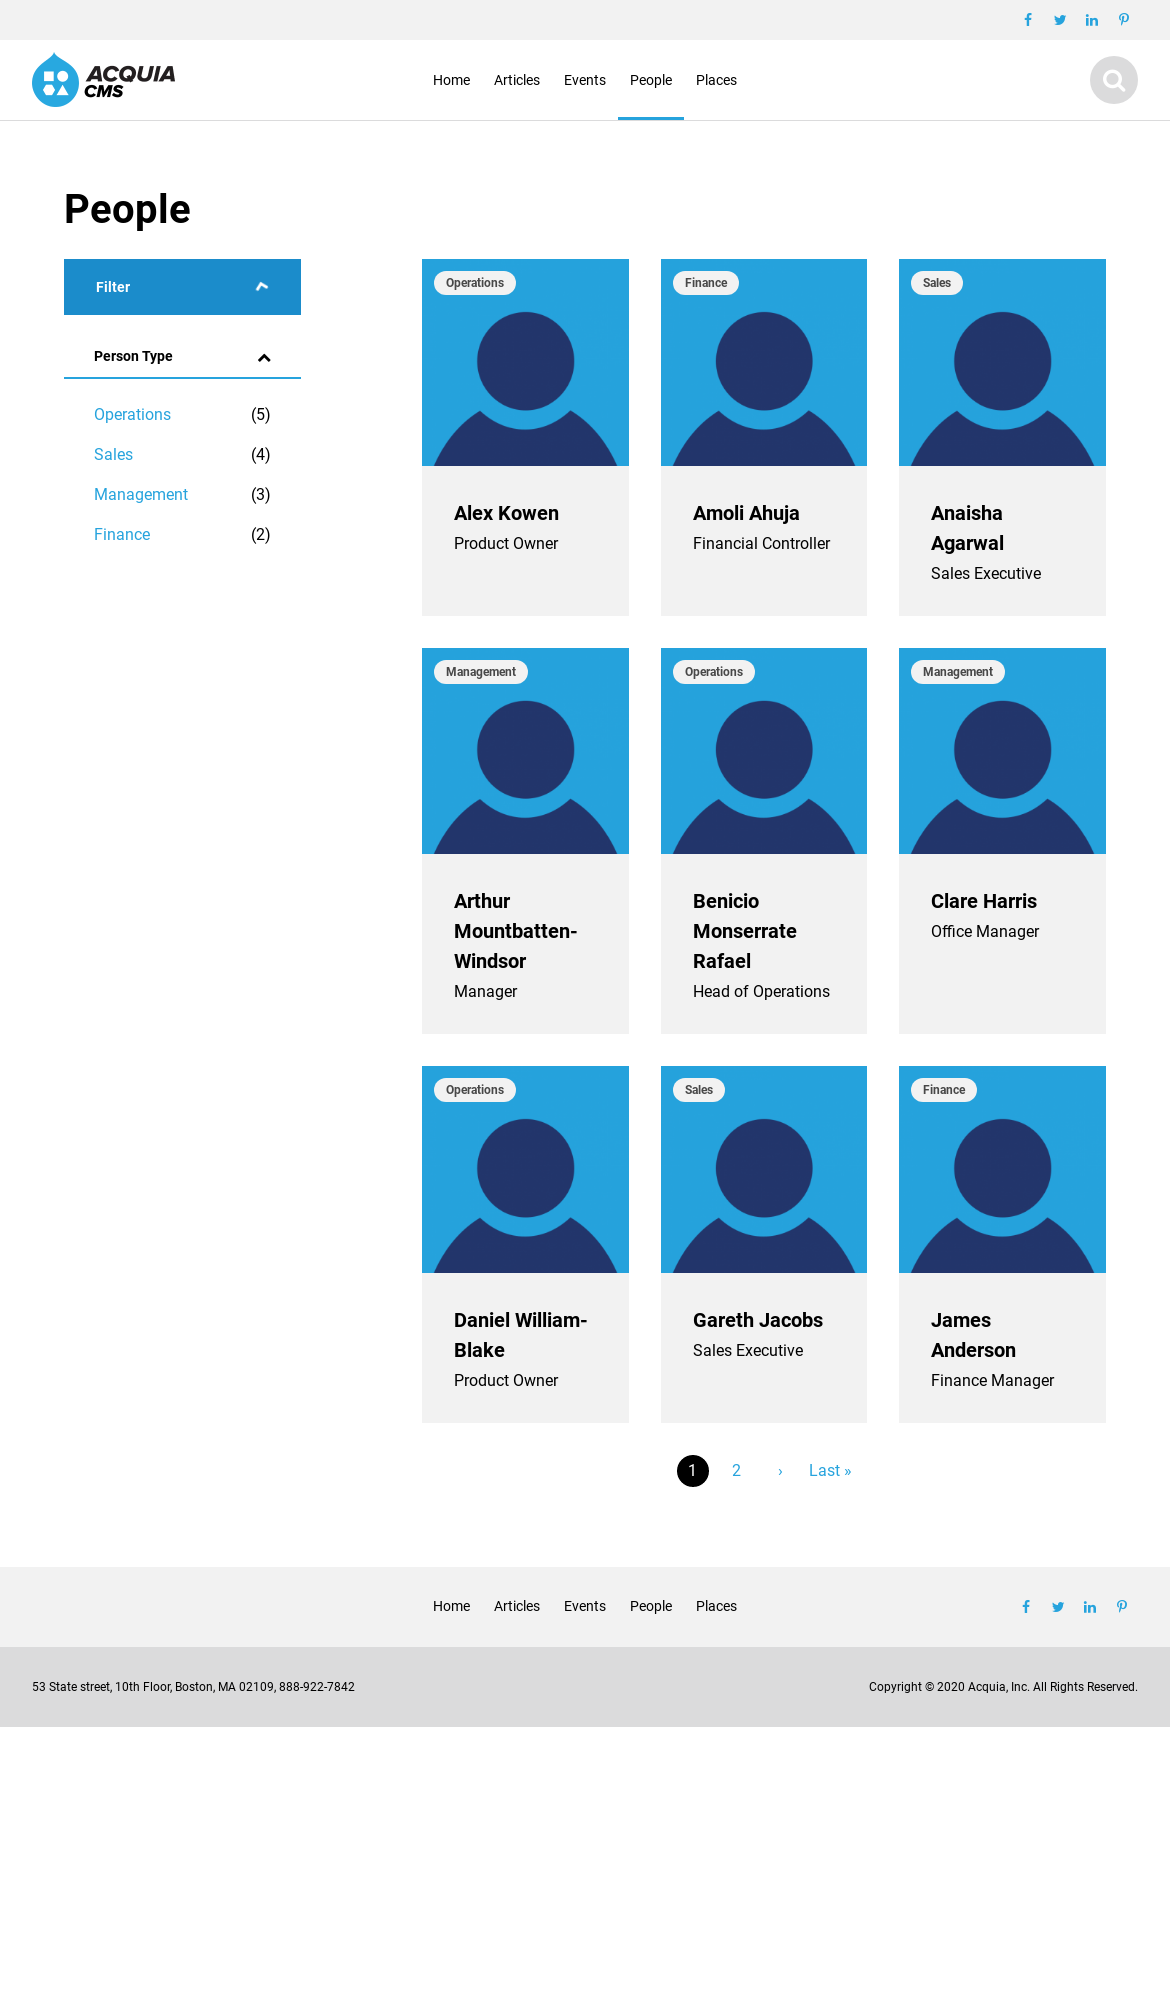 ACQUIA
CMS
Home Articles Events People Places
People
Filter
Person Type
Operations (5)
Sales (4)
Management (3)
Finance (2)
Operations
Alex Kowen
Product Owner
Finance
Amoli Ahuja
Financial Controller
Sales
Anaisha
Agarwal
Sales Executive
Management
Arthur
Mountbatten-
Windsor
Manager
Operations
Benicio
Monserrate
Rafael
Head of Operations
Management
Clare Harris
Office Manager
Operations
Daniel William-
Blake
Product Owner
Sales
Gareth Jacobs
Sales Executive
Finance
James
Anderson
Finance Manager
1 2 › Last »
Home Articles Events People Places
53 State street, 10th Floor, Boston, MA 02109, 888-922-7842
Copyright © 2020 Acquia, Inc. All Rights Reserved.